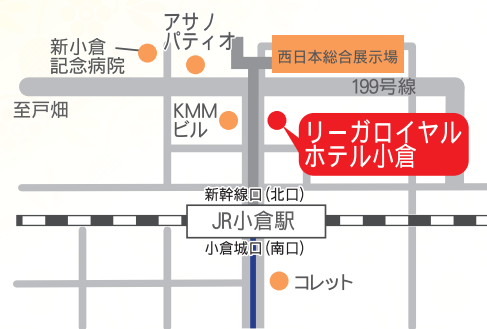 アサノ
パティオ
新小倉
記念病院
西日本総合展示場
199号線
至戸畑
KMM
ビル
リーガロイヤル
ホテル小倉
新幹線口(北口)
JR小倉駅
小倉城口(南口)
コレット